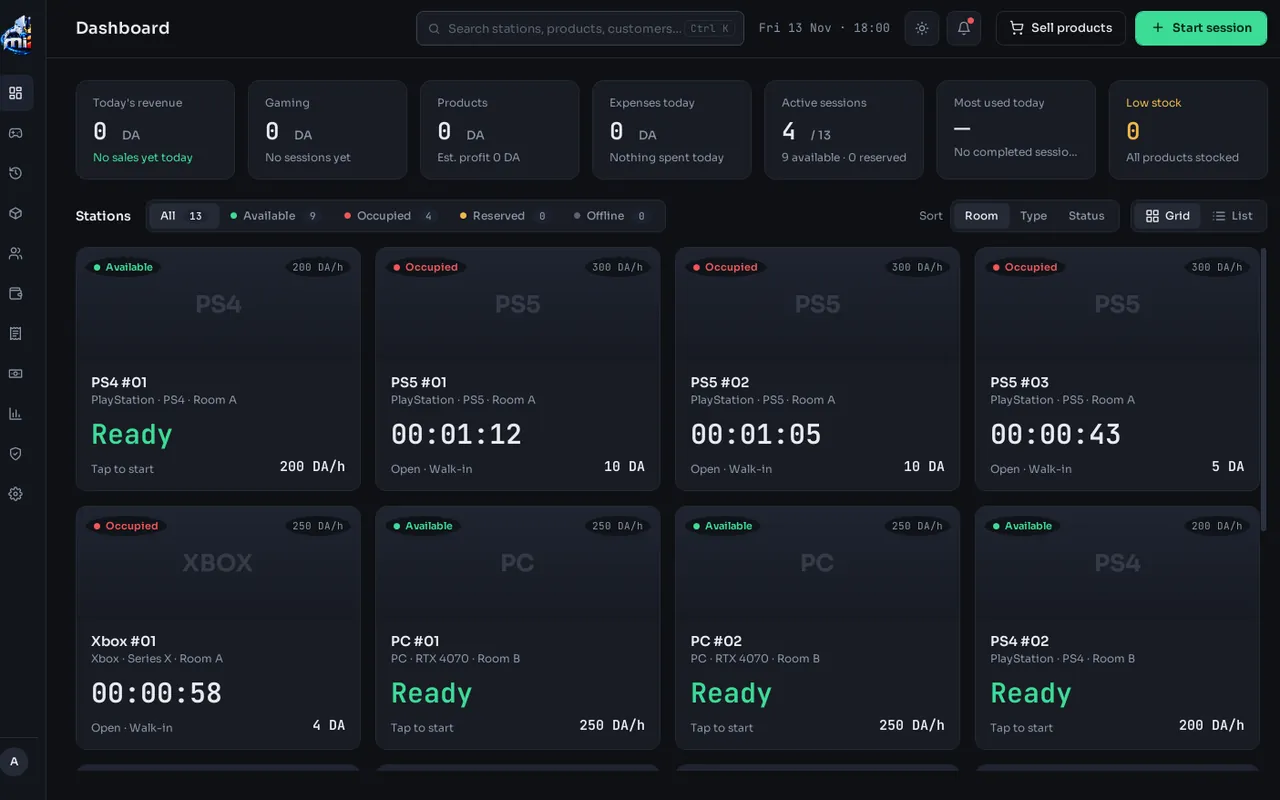 Dashboard
Search stations, products, customers... Ctrl K
Fri 13 Nov · 18:00
Sell products
+ Start session
Today's revenue
0 DA
No sales yet today
Gaming
0 DA
No sessions yet
Products
0 DA
Est. profit 0 DA
Expenses today
0 DA
Nothing spent today
Active sessions
4 / 13
9 available · 0 reserved
Most used today
—
No completed sessio...
Low stock
0
All products stocked
Stations
All 13
Available 9
Occupied 4
Reserved 0
Offline 0
Sort
Room
Type
Status
Grid
List
Available 200 DA/h
PS4
PS4 #01
PlayStation · PS4 · Room A
Ready
Tap to start 200 DA/h
Occupied 300 DA/h
PS5
PS5 #01
PlayStation · PS5 · Room A
00:01:12
Open · Walk-in 10 DA
Occupied 300 DA/h
PS5
PS5 #02
PlayStation · PS5 · Room A
00:01:05
Open · Walk-in 10 DA
Occupied 300 DA/h
PS5
PS5 #03
PlayStation · PS5 · Room A
00:00:43
Open · Walk-in 5 DA
Occupied 250 DA/h
XBOX
Xbox #01
Xbox · Series X · Room A
00:00:58
Open · Walk-in 4 DA
Available 250 DA/h
PC
PC #01
PC · RTX 4070 · Room B
Ready
Tap to start 250 DA/h
Available 250 DA/h
PC
PC #02
PC · RTX 4070 · Room B
Ready
Tap to start 250 DA/h
Available 200 DA/h
PS4
PS4 #02
PlayStation · PS4 · Room B
Ready
Tap to start 200 DA/h
A